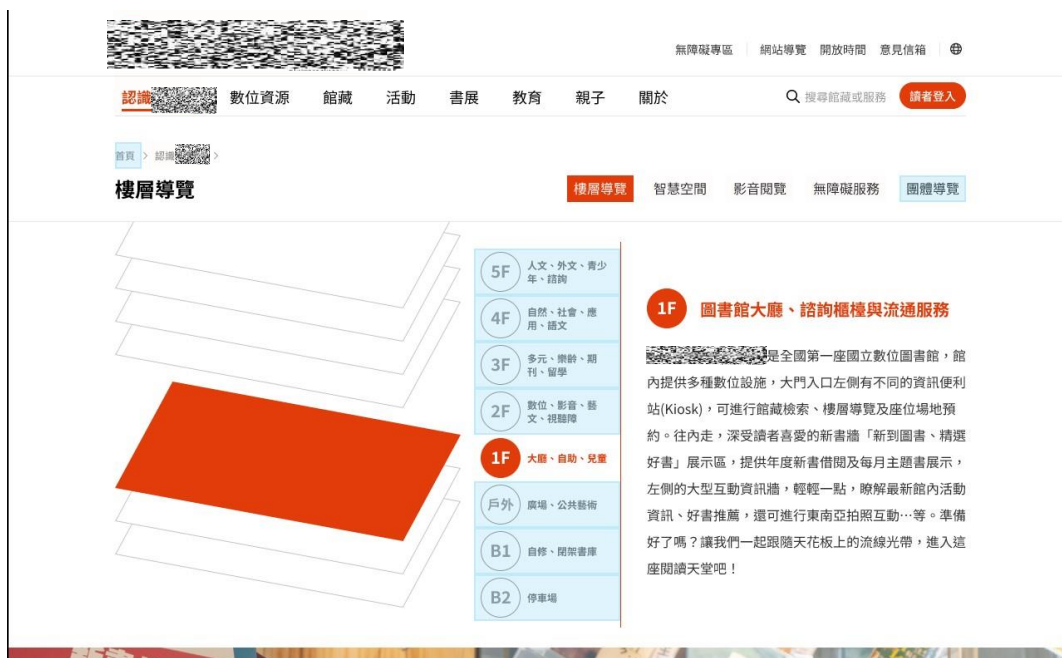 無障礙專區 網站導覽 開放時間 意見信箱
認識 數位資源 館藏 活動 書展 教育 親子 關於 搜尋館藏或服務 讀者登入
首頁 > 認識 >
樓層導覽
樓層導覽 智慧空間 影音閱覽 無障礙服務 團體導覽
5F 人文、外文、青少
年、諮詢
4F 自然、社會、應
用、語文
3F 多元、樂齡、期
刊、留學
2F 數位、影音、藝
文、視聽障
1F 大廳、自助、兒童
戶外 廣場、公共藝術
B1 自修、閉架書庫
B2 停車場
1F 圖書館大廳、諮詢櫃檯與流通服務
是全國第一座國立數位圖書館，館
內提供多種數位設施，大門入口左側有不同的資訊便利
站(Kiosk)，可進行館藏檢索、樓層導覽及座位場地預
約。往內走，深受讀者喜愛的新書牆「新到圖書、精選
好書」展示區，提供年度新書借閱及每月主題書展示，
左側的大型互動資訊牆，輕輕一點，瞭解最新館內活動
資訊、好書推薦，還可進行東南亞拍照互動…等。準備
好了嗎？讓我們一起跟隨天花板上的流線光帶，進入這
座閱讀天堂吧！